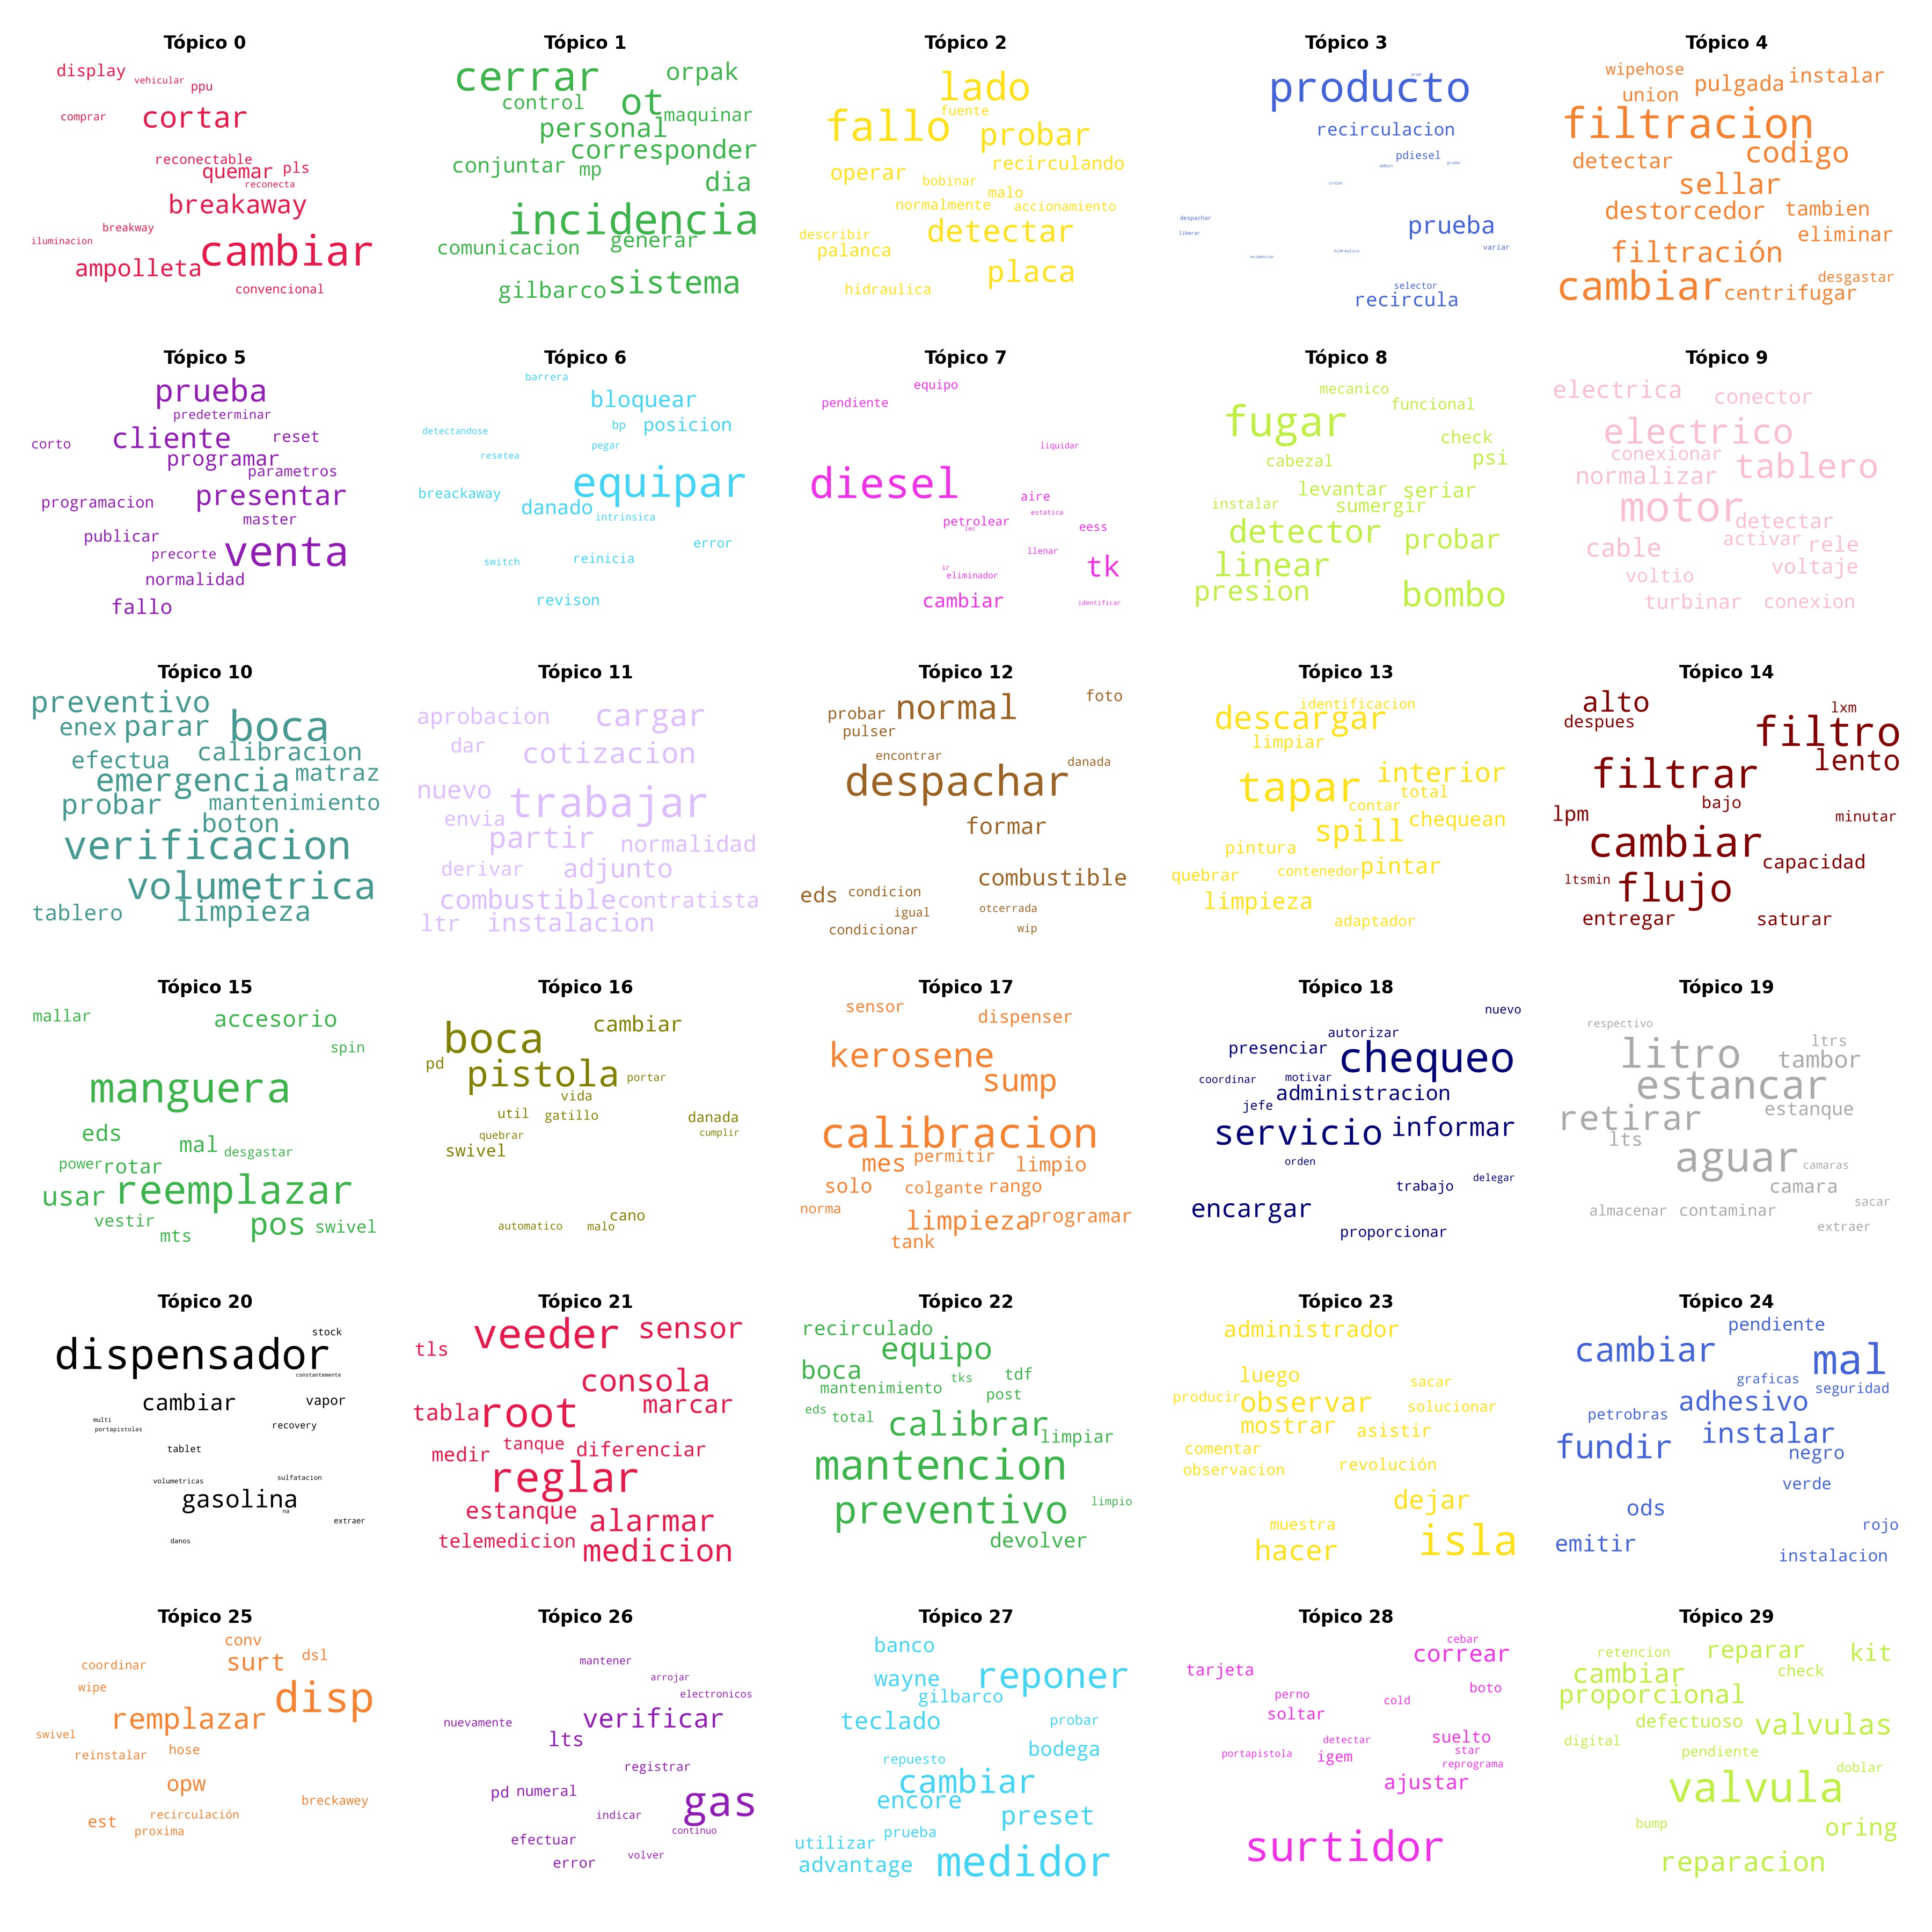 Tópico 0
display
vehicular
ppu
comprar
cortar
reconectable
quemar pls
reconecta
breakaway
breakway
iluminacion
cambiar
ampolleta
convencional
Tópico 1
cerrar
orpak
control
ot
maquinar
personal
corresponder
conjuntar
mp
dia
incidencia
comunicacion
generar
gilbarco
sistema
Tópico 2
lado
fuente
fallo
probar
recirculando
operar
bobinar
malo
normalmente
accionamiento
describir
detectar
palanca
placa
hidraulica
Tópico 3
prod
producto
recirculacion
pdiesel
admin
despachar
liberar
prueba
variar
hidraulico
evidenciar
selector
recircula
Tópico 4
wipehose
pulgada
instalar
union
filtracion
codigo
detectar
sellar
destorcedor
tambien
eliminar
filtración
desgastar
cambiar
centrifugar
Tópico 5
prueba
predeterminar
cliente
reset
corto
programar
parametros
presentar
programacion
master
publicar
precorte
venta
normalidad
fallo
Tópico 6
barrera
bloquear
bp
posicion
detectandose
pegar
resetea
equipar
breackaway
danado
intrinsica
error
switch
reinicia
revison
Tópico 7
equipo
pendiente
liquidar
diesel
aire
estatica
petrolear
iec
eess
llenar
ir
tk
eliminador
cambiar
identificar
Tópico 8
mecanico
funcional
fugar
check
cabezal
psi
levantar
seriar
instalar
sumergir
detector
probar
linear
presion
bombo
Tópico 9
electrica
conector
electrico
conexionar
tablero
normalizar
motor
detectar
activar
rele
cable
voltio
voltaje
turbinar
conexion
Tópico 10
preventivo
enex
parar
boca
calibracion
efectua
emergencia
matraz
probar
mantenimiento
boton
verificacion
volumetrica
tablero
limpieza
Tópico 11
aprobacion
cargar
dar
cotizacion
nuevo
trabajar
envia
partir
normalidad
derivar
adjunto
combustible
contratista
ltr
instalacion
Tópico 12
normal
foto
probar
pulser
encontrar
danada
despachar
formar
combustible
eds
condicion
igual
otcerrada
condicionar
wip
Tópico 13
identificacion
descargar
limpiar
interior
tapar
total
contar
spill
chequean
pintura
quebrar
contenedor
pintar
limpieza
adaptador
Tópico 14
alto
lxm
despues
filtro
lento
filtrar
bajo
lpm
minutar
cambiar
capacidad
ltsmin
flujo
entregar
saturar
Tópico 15
mallar
accesorio
spin
manguera
eds
mal
desgastar
power
rotar
usar
reemplazar
vestir
mts
pos
swivel
Tópico 16
boca
cambiar
pd
pistola
portar
vida
util
gatillo
danada
quebrar
cumplir
swivel
cano
automatico
malo
Tópico 17
sensor
dispenser
kerosene
sump
calibracion
mes
permitir
limpio
solo
colgante
rango
norma
limpieza
programar
tank
Tópico 18
nuevo
autorizar
presenciar
chequeo
coordinar
motivar
administracion
jefe
servicio
informar
orden
trabajo
delegar
encargar
proporcionar
Tópico 19
respectivo
litro
ltrs
tambor
estancar
retirar
estanque
lts
aguar
camaras
camara
sacar
almacenar
contaminar
extraer
Tópico 20
stock
dispensador
constantemente
cambiar
vapor
multi
recovery
portapistolas
tablet
volumetricas
sulfatacion
gasolina
na
extraer
danos
Tópico 21
veeder
sensor
tls
consola
tabla
root
marcar
medir
tanque
diferenciar
reglar
estanque
alarmar
telemedicion
medicion
Tópico 22
recirculado
equipo
boca
tks
tdf
mantenimiento
post
eds
total
calibrar
limpiar
mantencion
preventivo
limpio
devolver
Tópico 23
administrador
luego
sacar
producir
observar
solucionar
mostrar
asistir
comentar
observacion
revolución
dejar
muestra
hacer
isla
Tópico 24
pendiente
cambiar
mal
graficas
seguridad
petrobras
adhesivo
fundir
instalar
negro
verde
ods
rojo
emitir
instalacion
Tópico 25
conv
coordinar
surt
dsl
wipe
disp
remplazar
swivel
reinstalar
hose
opw
breckawey
est
recirculación
proxima
Tópico 26
mantener
arrojar
electronicos
nuevamente
verificar
lts
registrar
pd
numeral
gas
indicar
continuo
efectuar
volver
error
Tópico 27
banco
wayne
reponer
gilbarco
teclado
probar
bodega
repuesto
cambiar
encore
preset
prueba
utilizar
advantage
medidor
Tópico 28
cebar
correar
tarjeta
perno
cold
boto
soltar
detectar
suelto
star
portapistola
igem
reprograma
ajustar
surtidor
Tópico 29
retencion
reparar
kit
cambiar
check
proporcional
defectuoso
valvulas
digital
pendiente
doblar
valvula
bump
oring
reparacion